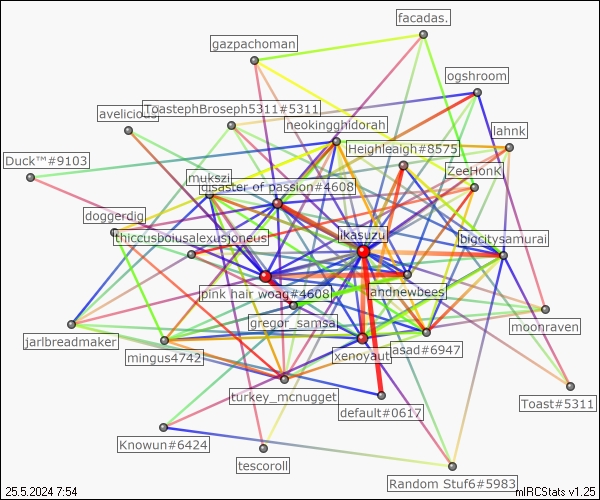 facadas.
gazpachoman
ogshroom
avelicious
ToastephBroseph5311#5311
neokingghidorah
lahnk
Heighleaigh#8575
Duck™#9103
ZeeHonK
mukszi
disaster of passion#4608
doggerdig
thiccusboiusalexusjoneus
ikasuzu
bigcitysamurai
pink hair woag#4608
landnewbees
gregor_samsa
moonraven
jarlbreadmaker
mingus4742
xenoyaut
asad#6947
turkey_mcnugget
default#0617
Toast#5311
Knowun#6424
tescoroll
Random Stuf6#5983
25.5.2024 7:54
mIRCStats v1.25